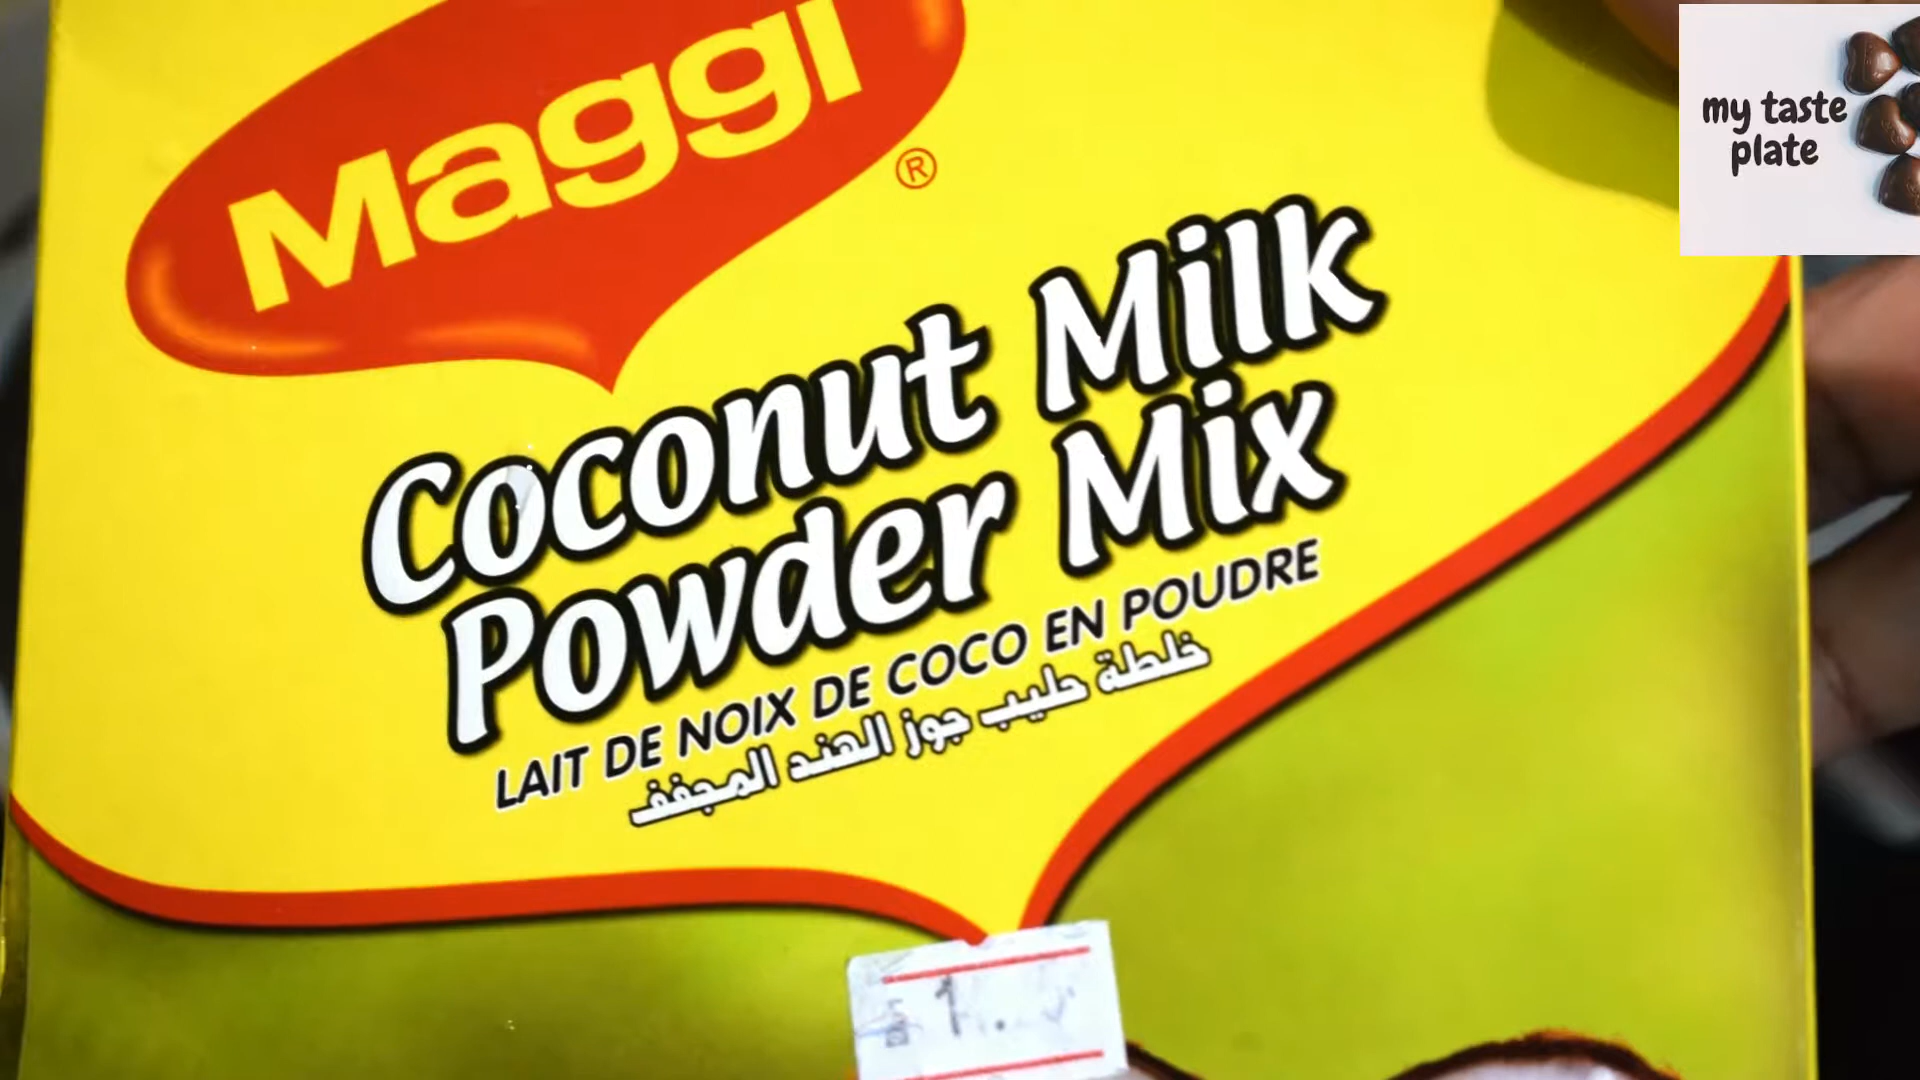 Maggi
®
my taste
plate
Coconut Milk
Powder Mix
LAIT DE NOIX DE COCO EN POUDRE
خلطة حليب جوز الهند المجفف